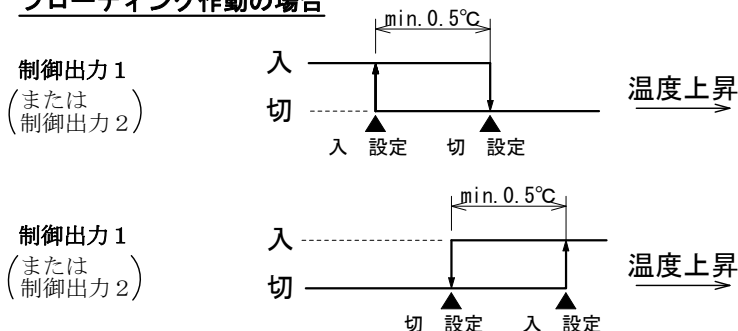 フローティング作動の場合
min.0.5℃
制御出力1
(または
制御出力2)
入
切
温度上昇
入 設定 切 設定
min.0.5℃
制御出力1
(または
制御出力2)
入
切
温度上昇
切 設定 入 設定